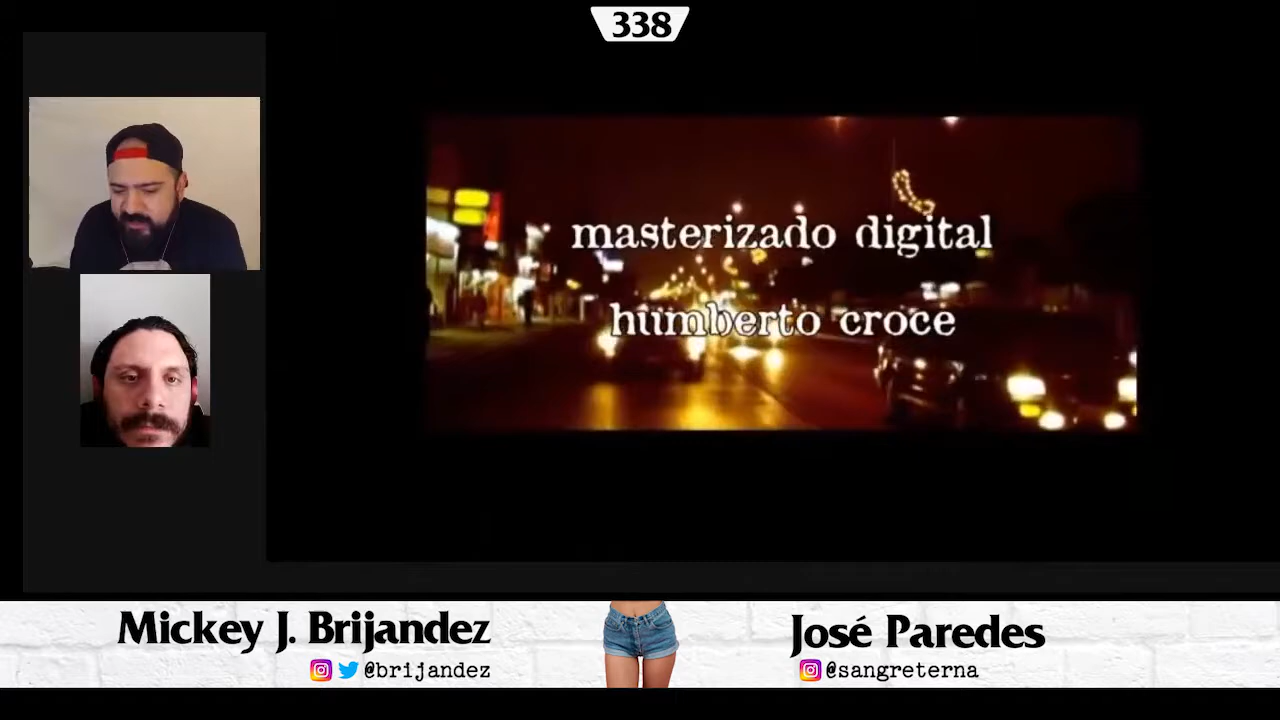 338
masterizado digital
humberto croce
Mickey J. Brijandez
@brijandez
José Paredes
@sangreterna